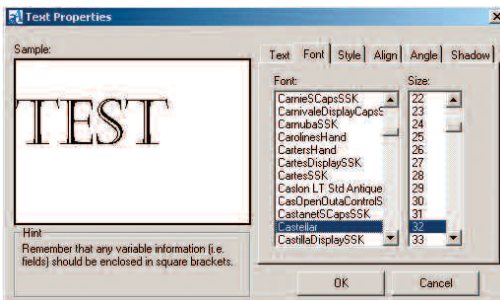 Text Properties
Sample:
TEST
Hint
Remember that any variable information (i.e.
fields) should be enclosed in square brackets.
Text Font Style Align Angle Shadow
Font: Size:
CarnieSCapsSSK 22
CarnivaleDisplayCapsS 23
CarnubaSSK 24
CarolinesHand 25
CartersHand 26
CartesDisplaySSK 27
CartesSSK 28
Caslon LT Std Antique 29
CasOpenOutaControlS 30
CastanetSCapsSSK 31
Castellar 32
CastillaDisplaySSK 33
OK Cancel